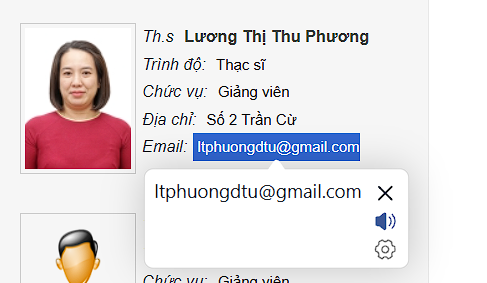 Th.s Lương Thị Thu Phương
Trình độ: Thạc sĩ
Chức vụ: Giảng viên
Địa chỉ: Số 2 Trần Cừ
Email: ltphuongdtu@gmail.com
ltphuongdtu@gmail.com
Chức vụ: Giảng viên